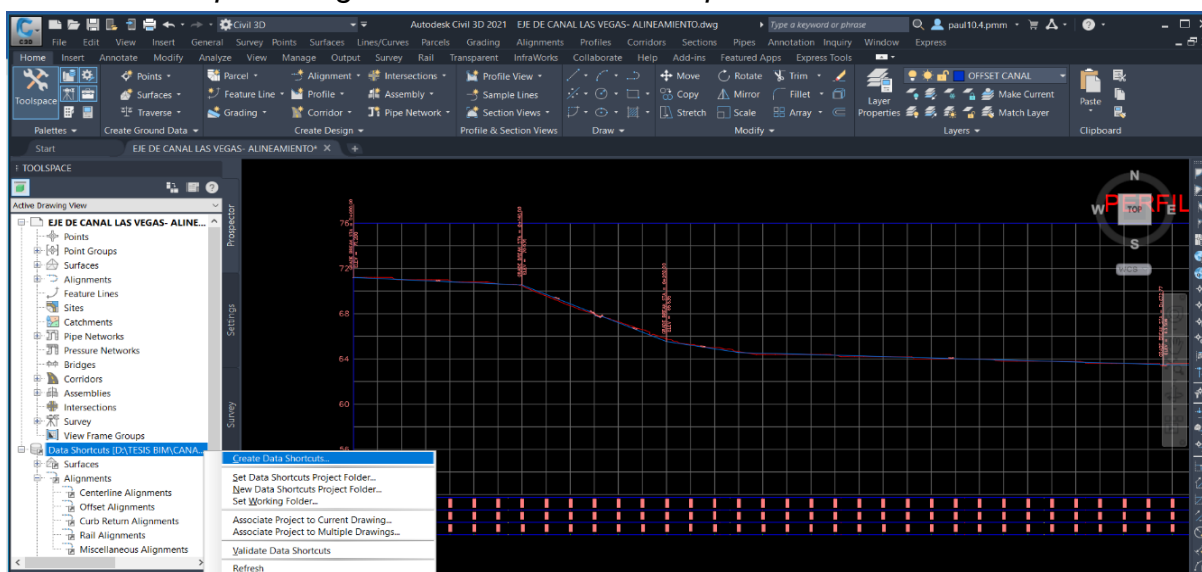 Civil 3D Autodesk Civil 3D 2021 EJE DE CANAL LAS VEGAS- ALINEAMIENTO.dwg Type a keyword or phrase paul10.4.pmm
C3D File Edit View Insert General Survey Points Surfaces Lines/Curves Parcels Grading Alignments Profiles Corridors Sections Pipes Annotation Inquiry Window Express
Home Insert Annotate Modify Analyze View Manage Output Survey Rail Transparent InfraWorks Collaborate Help Add-ins Featured Apps Express Tools
Points Parcel Alignment Intersections Profile View Move Rotate Trim OFFSET CANAL
Toolspace Surfaces Feature Line Profile Assembly Sample Lines Copy Mirror Fillet Layer Properties Make Current Paste
Traverse Grading Corridor Pipe Network Section Views Stretch Scale Array Match Layer
Palettes Create Ground Data Create Design Profile & Section Views Draw Modify Layers Clipboard
Start EJE DE CANAL LAS VEGAS- ALINEAMIENTO*
TOOLSPACE
Active Drawing View
EJE DE CANAL LAS VEGAS- ALINE...
Points
Point Groups
Surfaces
Alignments
Feature Lines
Sites
Catchments
Pipe Networks
Pressure Networks
Bridges
Corridors
Assemblies
Intersections
Survey
View Frame Groups
Data Shortcuts [D:\TESIS BIM\CANA...
Surfaces
Alignments
Centerline Alignments
Offset Alignments
Curb Return Alignments
Rail Alignments
Miscellaneous Alignments
Prospector
Settings
Survey
Create Data Shortcuts...
Set Data Shortcuts Project Folder...
New Data Shortcuts Project Folder...
Set Working Folder...
Associate Project to Current Drawing...
Associate Project to Multiple Drawings...
Validate Data Shortcuts
Refresh
76
72
68
64
60
56
PERFIL
N
W TOP E
S
WCS